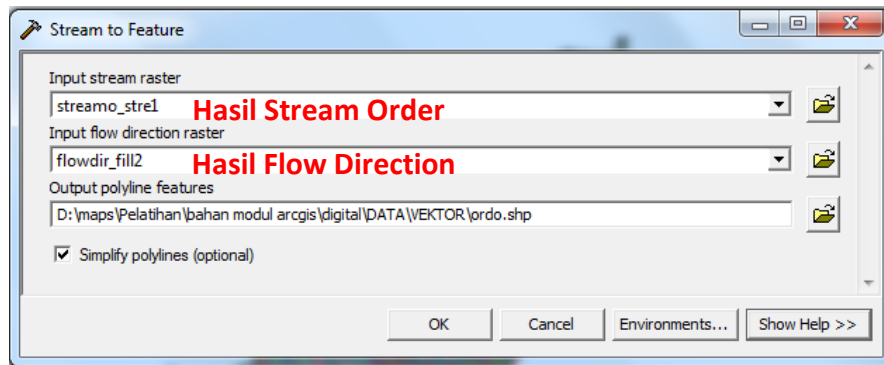 Stream to Feature
Input stream raster
streamo_stre1 Hasil Stream Order
Input flow direction raster
flowdir_fill2 Hasil Flow Direction
Output polyline features
D:\maps\Pelatihan\bahan modul arcgis\digital\DATA\VEKTOR\ordo.shp
Simplify polylines (optional)
OK Cancel Environments... Show Help >>